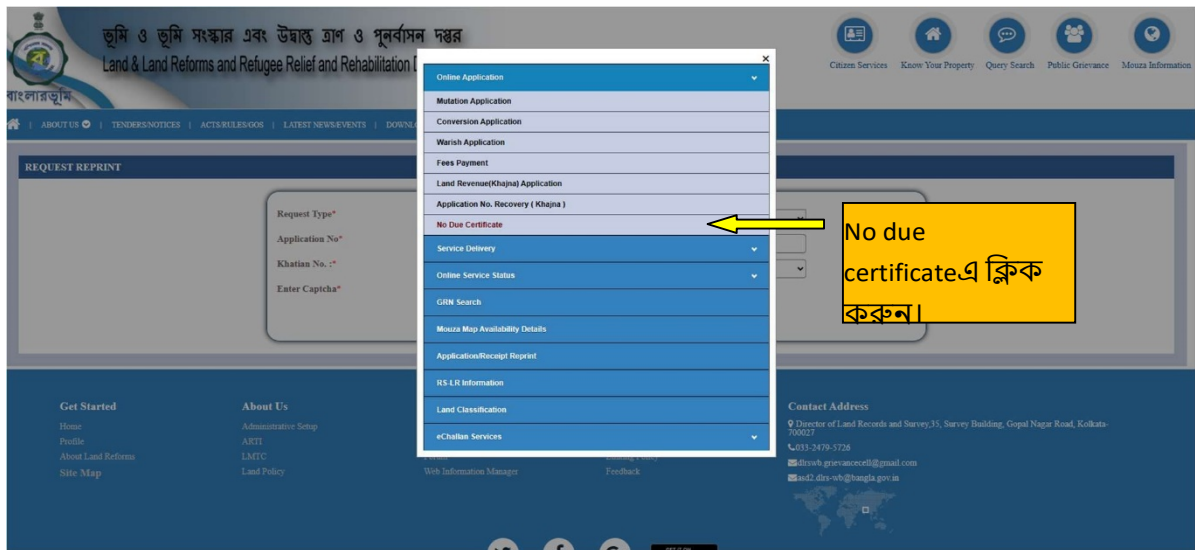 ভূমি ও ভূমি সংস্কার এবং উদ্বাস্তু ত্রাণ ও পুনর্বাসন দপ্তর
Land & Land Reforms and Refugee Relief and Rehabilitation
বাংলারভূমি
Citizen Services
Know Your Property
Query Search
Public Grievance
Mouza Information
ABOUT US | TENDERS/NOTICES | ACTS/RULES/GOS | LATEST NEWS/EVENTS |
×
Online Application
Mutation Application
Conversion Application
Warish Application
Fees Payment
Land Revenue(Khajna) Application
Application No. Recovery ( Khajna )
No Due Certificate
Service Delivery
Online Service Status
GRN Search
Mouza Map Availability Details
Application/Receipt Reprint
RS-LR Information
Land Classification
eChallan Services
REQUEST REPRINT
Request Type*
Application No*
Khatian No. :*
Enter Captcha*
No due
certificateএ ক্লিক
করুন।
Get Started
Home
Profile
About Land Reforms
Site Map
About Us
Administrative Setup
ARTI
LMTC
Land Policy
Web Information Manager
Feedback
Contact Address
Director of Land Records and Survey,35, Survey Building, Gopal Nagar Road, Kolkata-
700027
033-2479-5726
dlrswb.grievancecell@gmail.com
asd2.dlrs-wb@bangla.gov.in